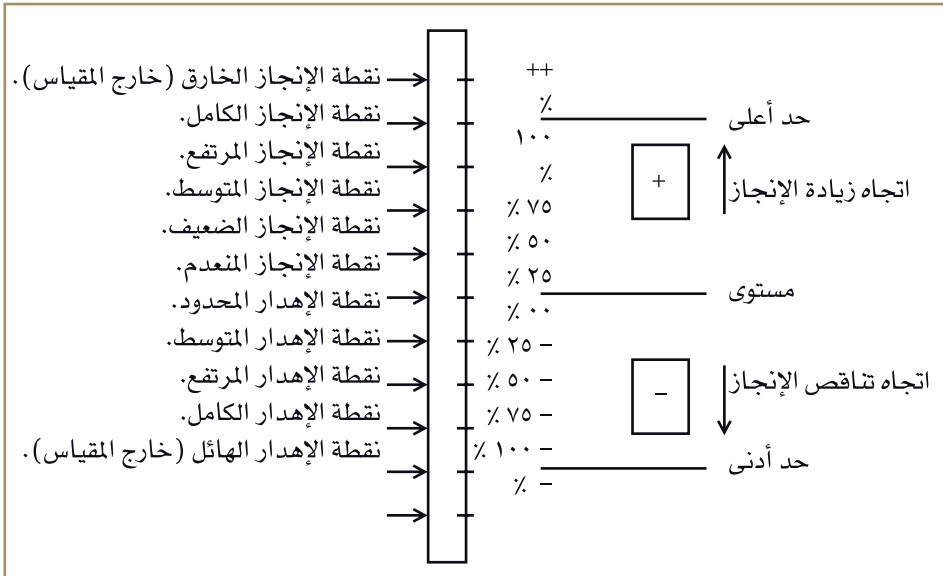 نقطة الإنجاز الخارق (خارج المقياس).
نقطة الإنجاز الكامل.
نقطة الإنجاز المرتفع.
نقطة الإنجاز المتوسط.
نقطة الإنجاز الضعيف.
نقطة الإنجاز المنعدم.
نقطة الإهدار المحدود.
نقطة الإهدار المتوسط.
نقطة الإهدار المرتفع.
نقطة الإهدار الكامل.
نقطة الإهدار الهائل (خارج المقياس).
++
٪
١٠٠
٪
٧٥ ٪
٥٠ ٪
٢٥ ٪
٠٠ ٪
– ٢٥ ٪
– ٥٠ ٪
– ٧٥ ٪
– ١٠٠ ٪
– ٪
حد أعلى
+
اتجاه زيادة الإنجاز
مستوى
–
اتجاه تناقص الإنجاز
حد أدنى